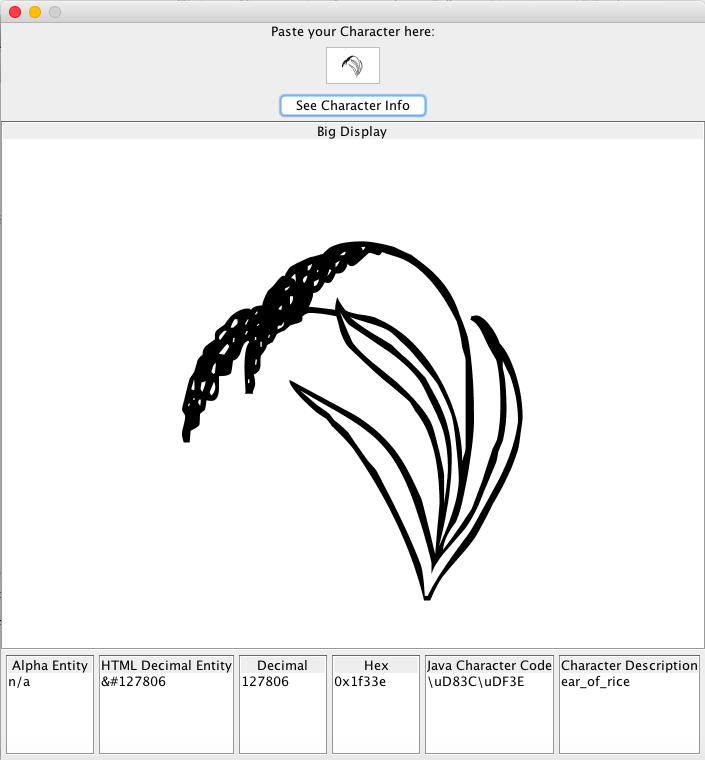 Paste your Character here:
See Character Info
Big Display
Alpha Entity
n/a
HTML Decimal Entity
&#127806
Decimal
127806
Hex
0x1f33e
Java Character Code
\uD83C\uDF3E
Character Description
ear_of_rice